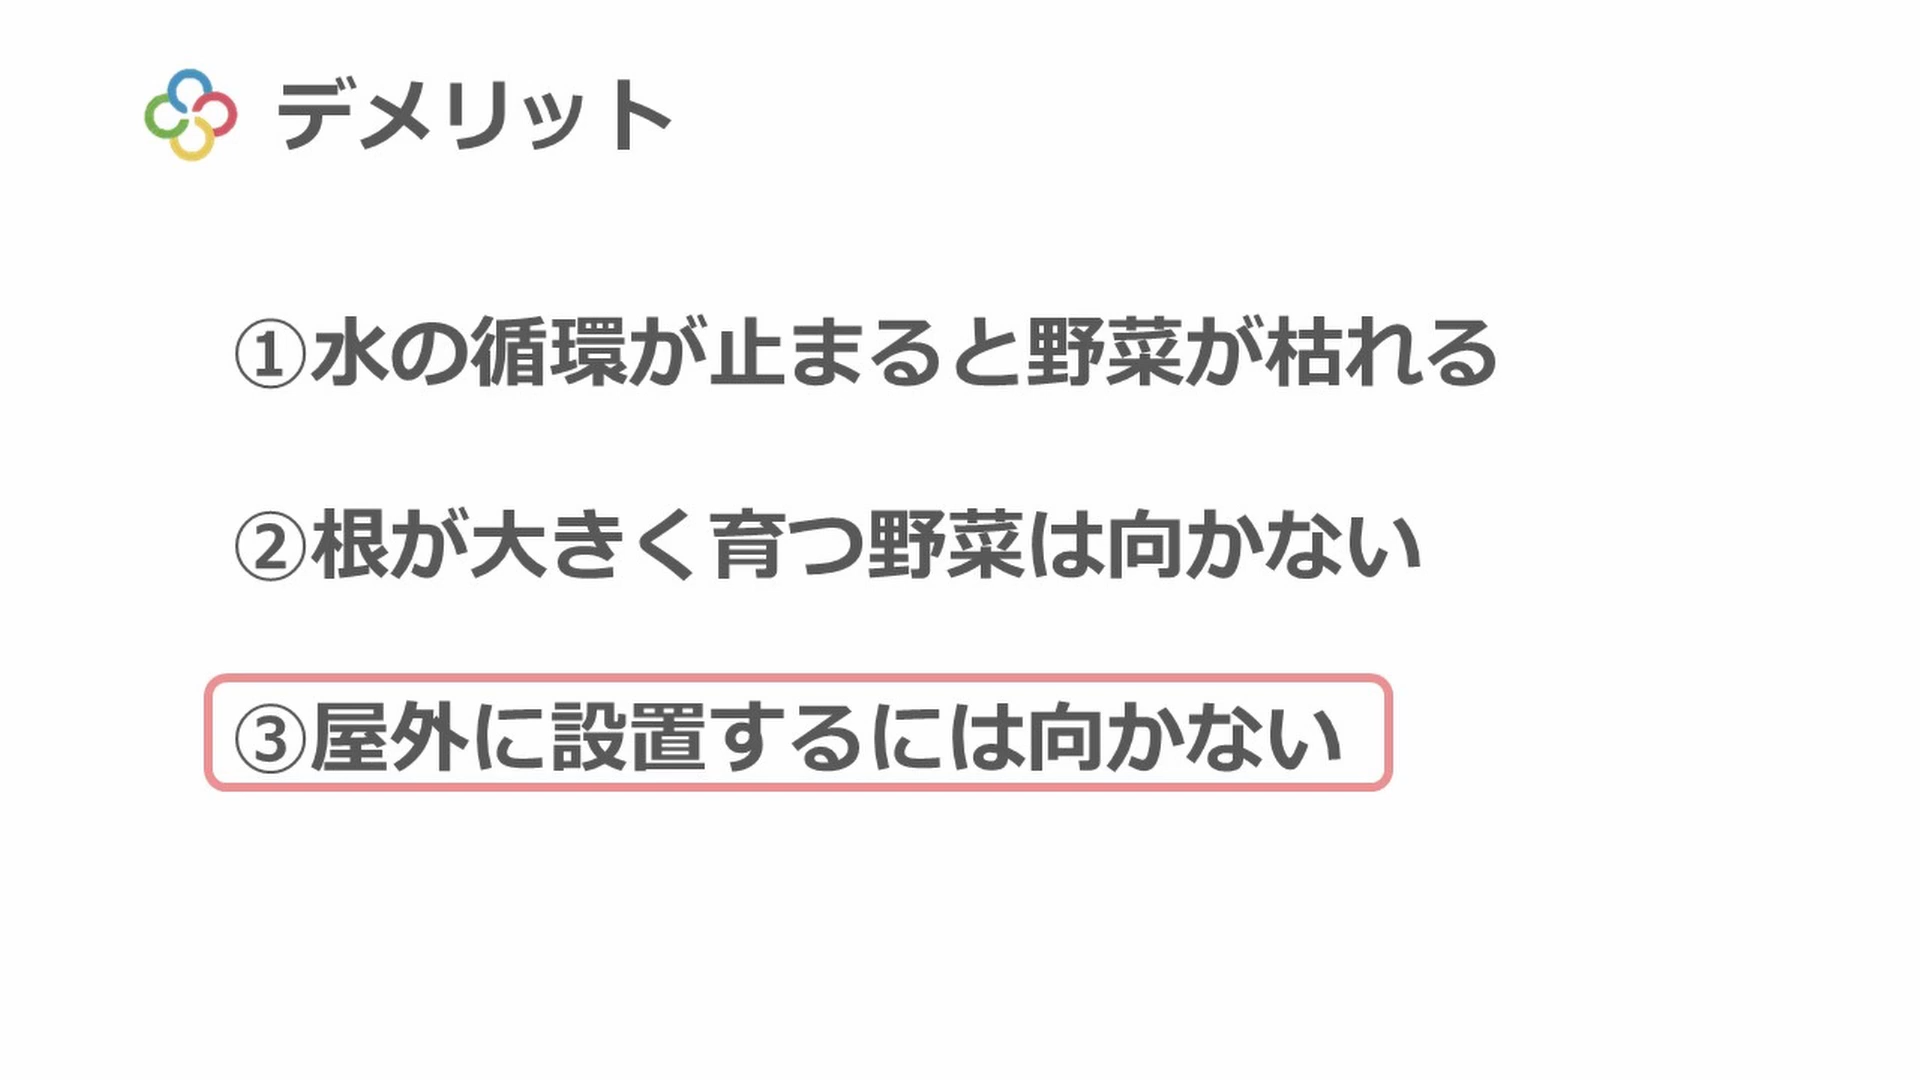 デメリット
①水の循環が止まると野菜が枯れる
②根が大きく育つ野菜は向かない
③屋外に設置するには向かない